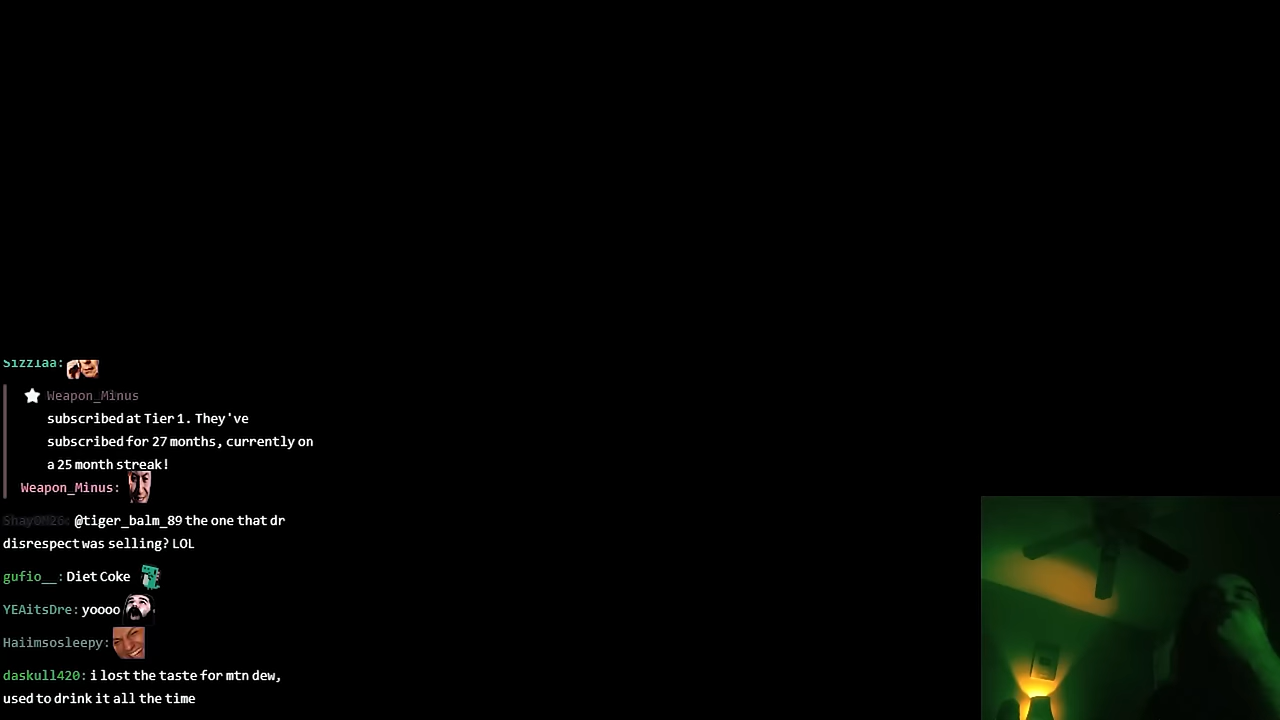 Sizzlaa:
Weapon_Minus
subscribed at Tier 1. They've
subscribed for 27 months, currently on
a 25 month streak!
Weapon_Minus:
ShayOM26: @tiger_balm_89 the one that dr
disrespect was selling? LOL
gufio__: Diet Coke
YEAitsDre: yoooo
Haiimsosleepy:
daskull420: i lost the taste for mtn dew,
used to drink it all the time